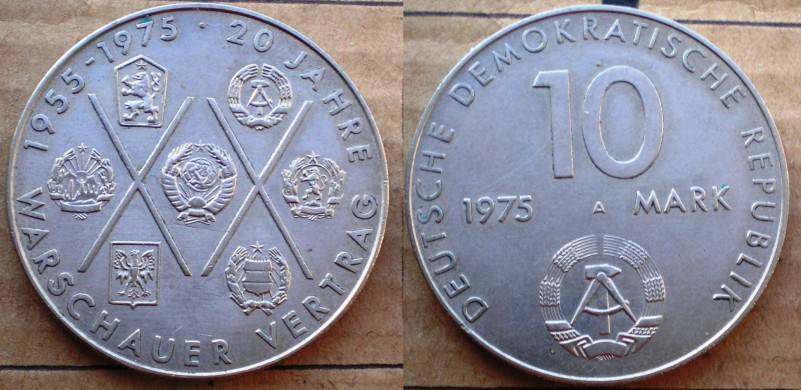 1955-1975 · 20 JAHRE
WARSCHAUER VERTRAG
DEUTSCHE DEMOKRATISCHE REPUBLIK
10
1975 A MARK